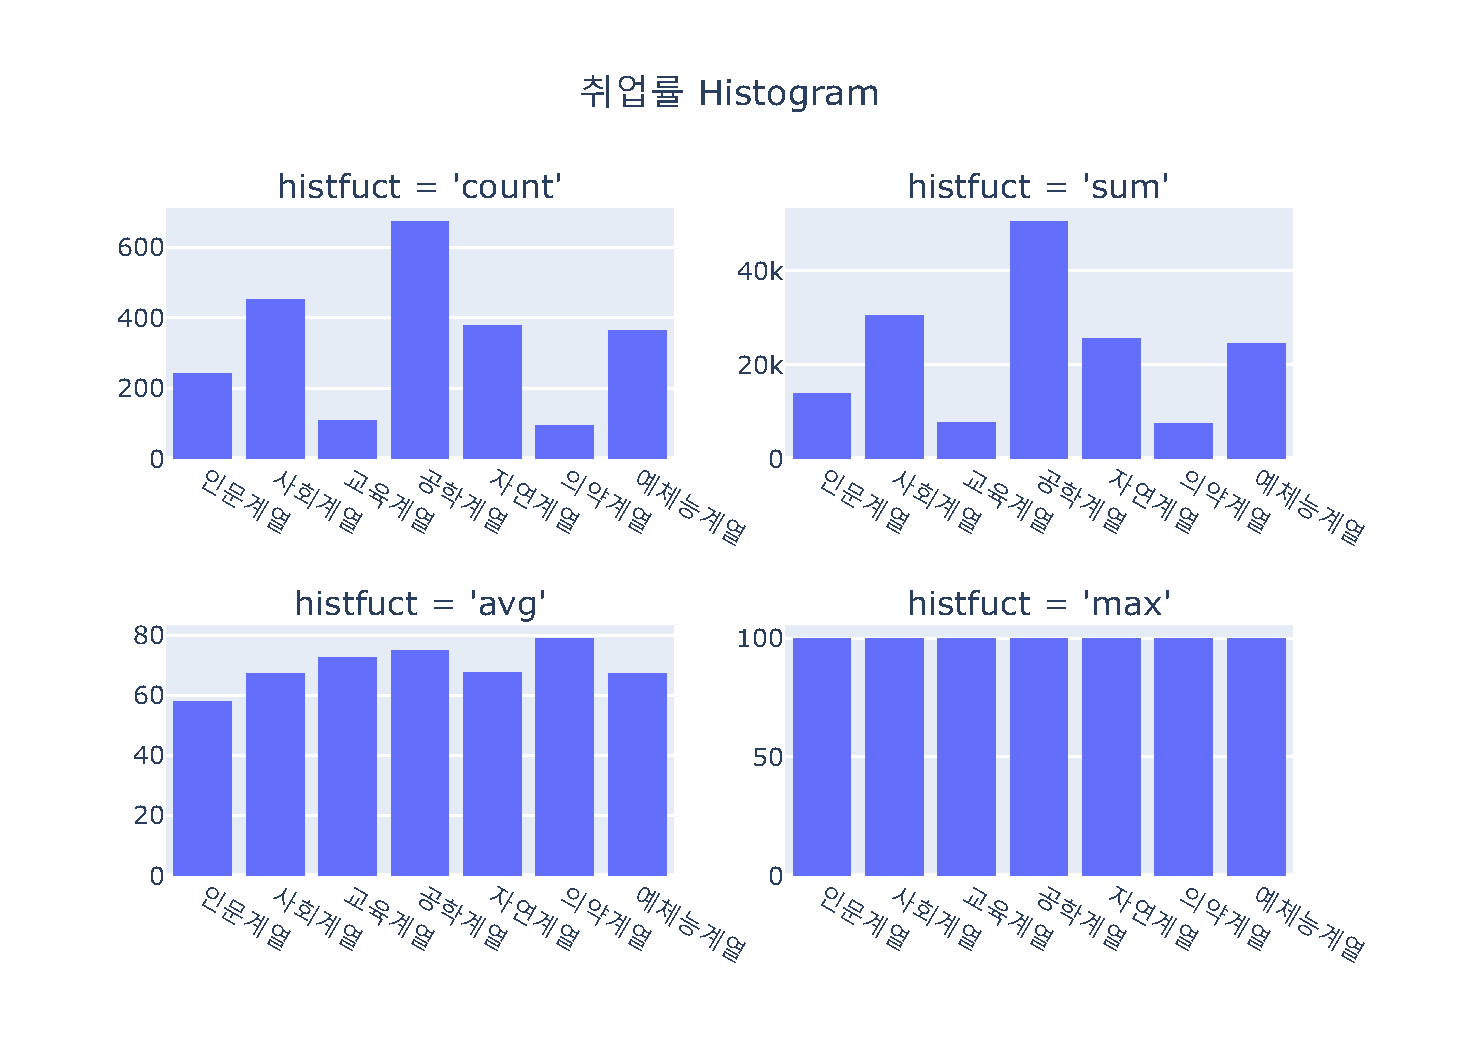 취업률 Histogram
histfuct = 'count'
600
400
200
0
인문계열
사회계열
교육계열
공학계열
자연계열
의약계열
예체능계열
histfuct = 'sum'
40k
20k
0
인문계열
사회계열
교육계열
공학계열
자연계열
의약계열
예체능계열
histfuct = 'avg'
80
60
40
20
0
인문계열
사회계열
교육계열
공학계열
자연계열
의약계열
예체능계열
histfuct = 'max'
100
50
0
인문계열
사회계열
교육계열
공학계열
자연계열
의약계열
예체능계열